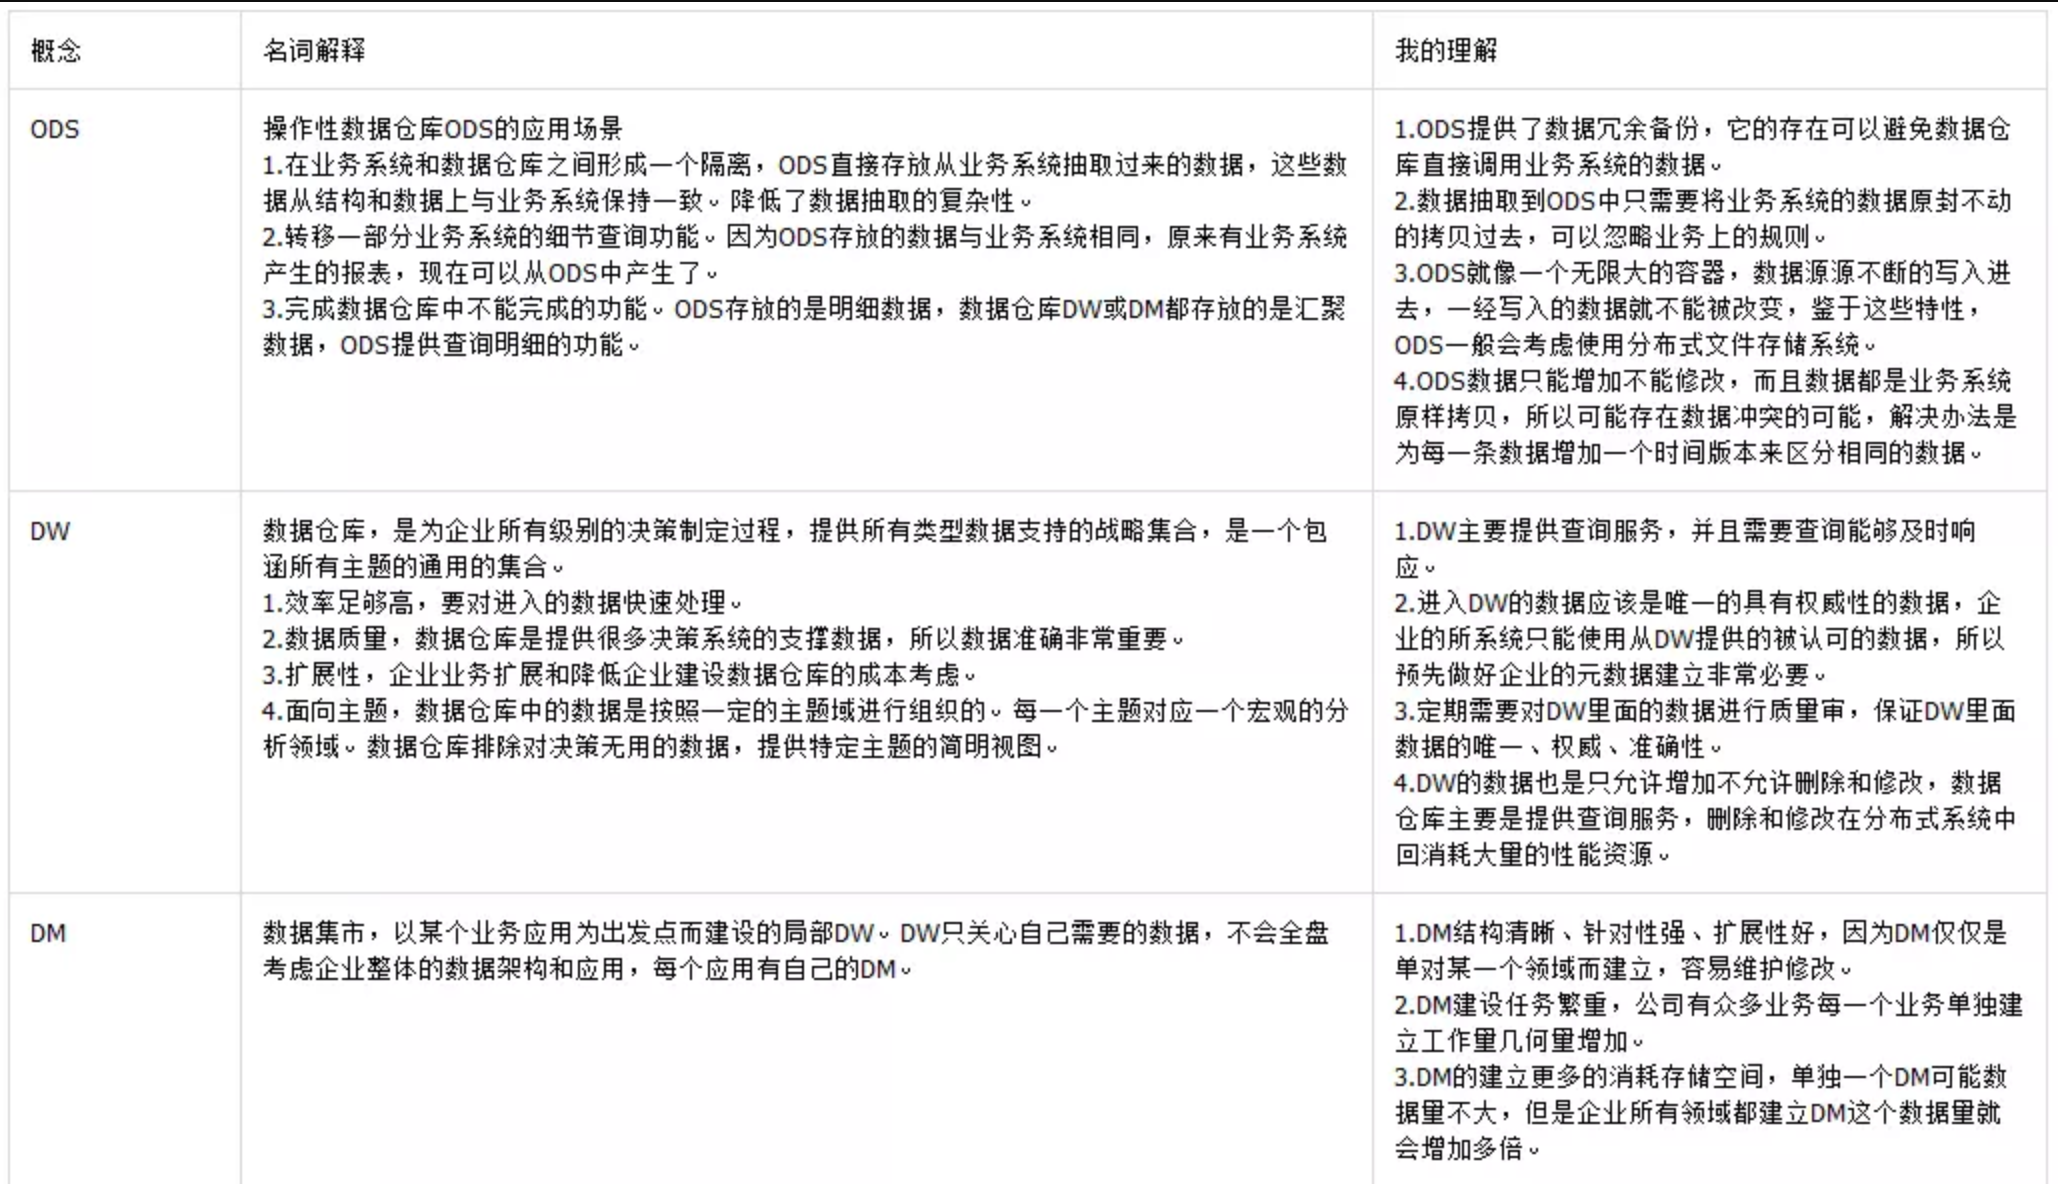 概念
名词解释
我的理解
ODS
操作性数据仓库ODS的应用场景
1.在业务系统和数据仓库之间形成一个隔离，ODS直接存放从业务系统抽取过来的数据，这些数
据从结构和数据上与业务系统保持一致。降低了数据抽取的复杂性。
2.转移一部分业务系统的细节查询功能。因为ODS存放的数据与业务系统相同，原来有业务系统
产生的报表，现在可以从ODS中产生了。
3.完成数据仓库中不能完成的功能。ODS存放的是明细数据，数据仓库DW或DM都存放的是汇聚
数据，ODS提供查询明细的功能。
1.ODS提供了数据冗余备份，它的存在可以避免数据仓
库直接调用业务系统的数据。
2.数据抽取到ODS中只需要将业务系统的数据原封不动
的拷贝过去，可以忽略业务上的规则。
3.ODS就像一个无限大的容器，数据源源不断的写入进
去，一经写入的数据就不能被改变，鉴于这些特性，
ODS一般会考虑使用分布式文件存储系统。
4.ODS数据只能增加不能修改，而且数据都是业务系统
原样拷贝，所以可能存在数据冲突的可能，解决办法是
为每一条数据增加一个时间版本来区分相同的数据。
DW
数据仓库，是为企业所有级别的决策制定过程，提供所有类型数据支持的战略集合，是一个包
涵所有主题的通用的集合。
1.效率足够高，要对进入的数据快速处理。
2.数据质量，数据仓库是提供很多决策系统的支撑数据，所以数据准确非常重要。
3.扩展性，企业业务扩展和降低企业建设数据仓库的成本考虑。
4.面向主题，数据仓库中的数据是按照一定的主题域进行组织的。每一个主题对应一个宏观的分
析领域。数据仓库排除对决策无用的数据，提供特定主题的简明视图。
1.DW主要提供查询服务，并且需要查询能够及时响
应。
2.进入DW的数据应该是唯一的具有权威性的数据，企
业的所系统只能使用从DW提供的被认可的数据，所以
预先做好企业的元数据建立非常必要。
3.定期需要对DW里面的数据进行质量审，保证DW里面
数据的唯一、权威、准确性。
4.DW的数据也是只允许增加不允许删除和修改，数据
仓库主要是提供查询服务，删除和修改在分布式系统中
回消耗大量的性能资源。
DM
数据集市，以某个业务应用为出发点而建设的局部DW。DW只关心自己需要的数据，不会全盘
考虑企业整体的数据架构和应用，每个应用有自己的DM。
1.DM结构清晰、针对性强、扩展性好，因为DM仅仅是
单对某一个领域而建立，容易维护修改。
2.DM建设任务繁重，公司有众多业务每一个业务单独建
立工作量几何量增加。
3.DM的建立更多的消耗存储空间，单独一个DM可能数
据量不大，但是企业所有领域都建立DM这个数据量就
会增加多倍。